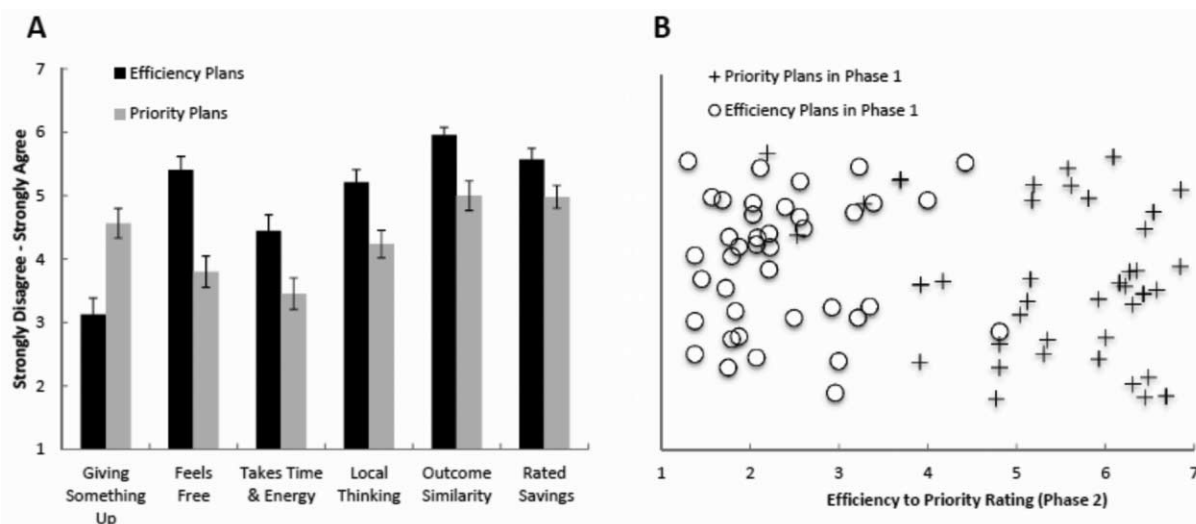 A
B
7
6
5
4
3
2
1
Strongly Disagree - Strongly Agree
Efficiency Plans
Priority Plans
Giving
Something
Up
Feels
Free
Takes Time
& Energy
Local
Thinking
Outcome
Similarity
Rated
Savings
Priority Plans in Phase 1
Efficiency Plans in Phase 1
1 2 3 4 5 6 7
Efficiency to Priority Rating (Phase 2)